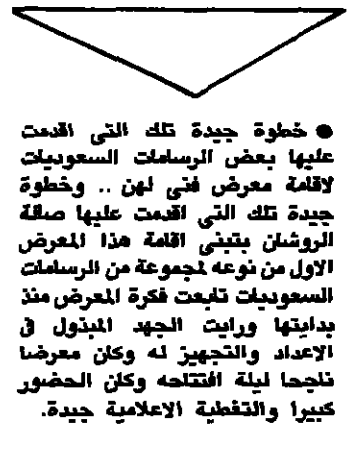 ● خطوة جيدة تلك التى اقدمت
عليها بعض الرسامات السعوديات
لاقامة معرض فنى لهن .. وخطوة
جيدة تلك التى اقدمت عليها صالة
الروشان بتبنى اقامة هذا المعرض
الاول من نوعه لمجموعة من الرسامات
السعوديات تابعت فكرة المعرض منذ
بدايتها ورايت الجهد المبذول في
الاعداد والتجهيز له وكان معرضا
ناجحا ليلة افتتاحه وكان الحضور
كبيرا والتغطية الاعلامية جيدة.